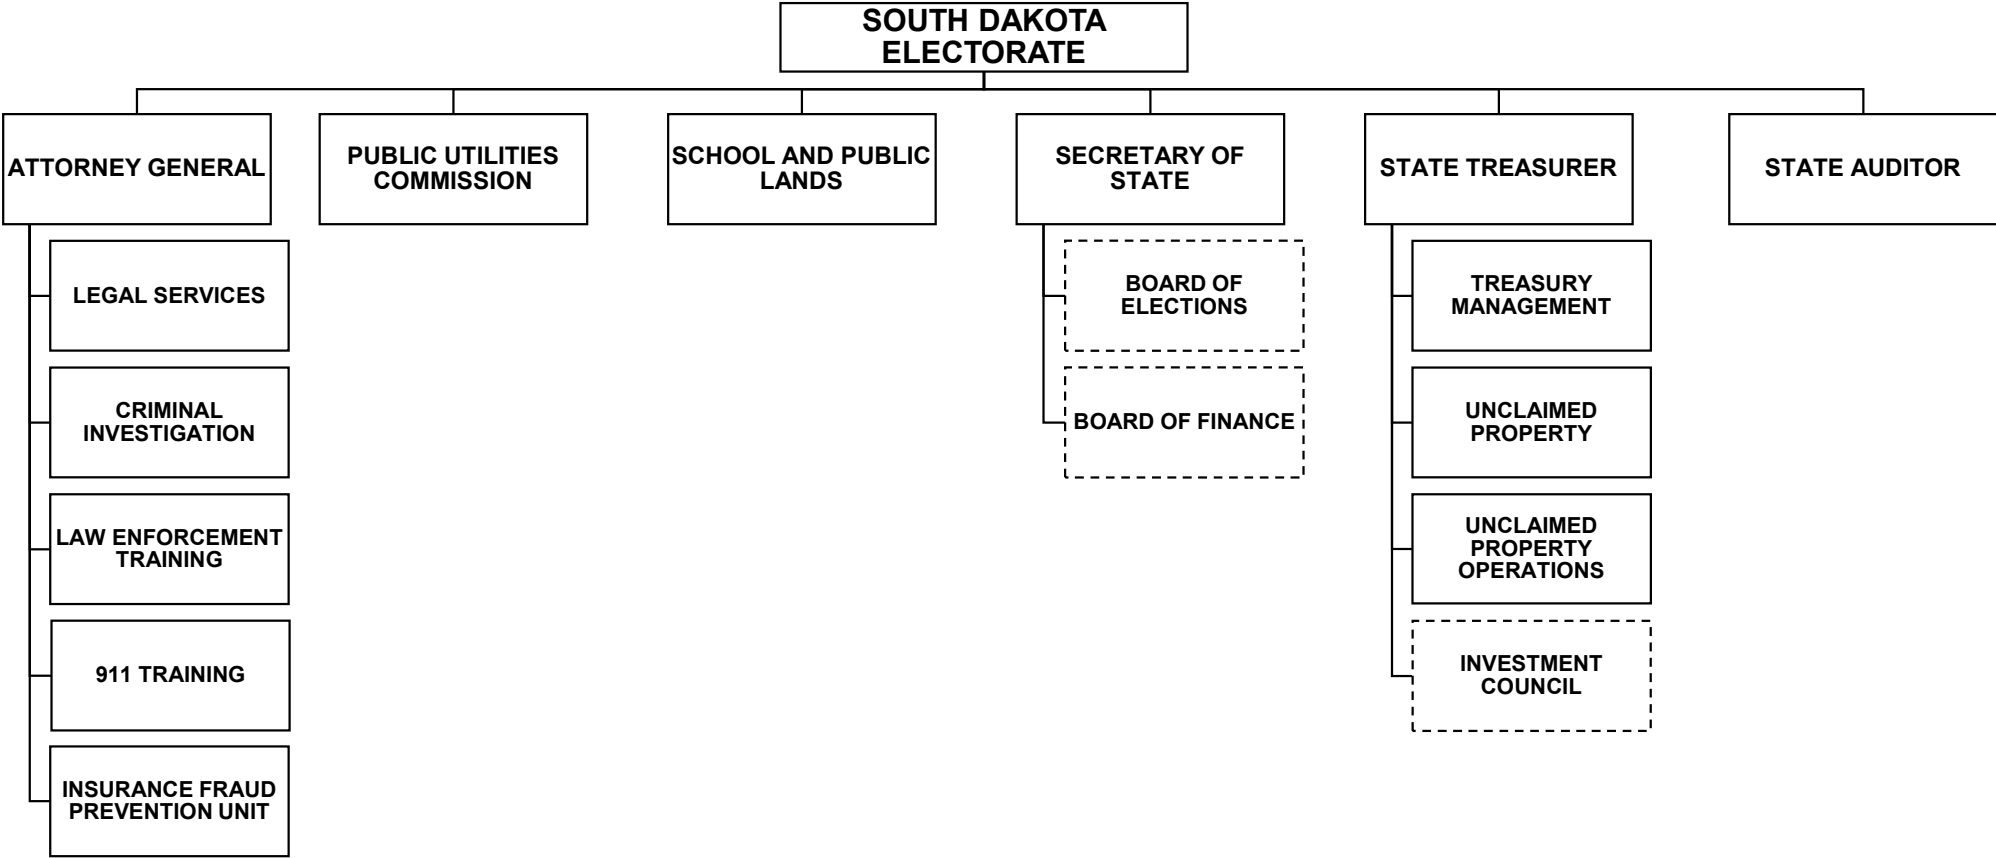 SOUTH DAKOTA
ELECTORATE
ATTORNEY GENERAL
PUBLIC UTILITIES
COMMISSION
SCHOOL AND PUBLIC
LANDS
SECRETARY OF
STATE
STATE TREASURER
STATE AUDITOR
LEGAL SERVICES
CRIMINAL
INVESTIGATION
LAW ENFORCEMENT
TRAINING
911 TRAINING
INSURANCE FRAUD
PREVENTION UNIT
BOARD OF
ELECTIONS
BOARD OF FINANCE
TREASURY
MANAGEMENT
UNCLAIMED
PROPERTY
UNCLAIMED
PROPERTY
OPERATIONS
INVESTMENT
COUNCIL